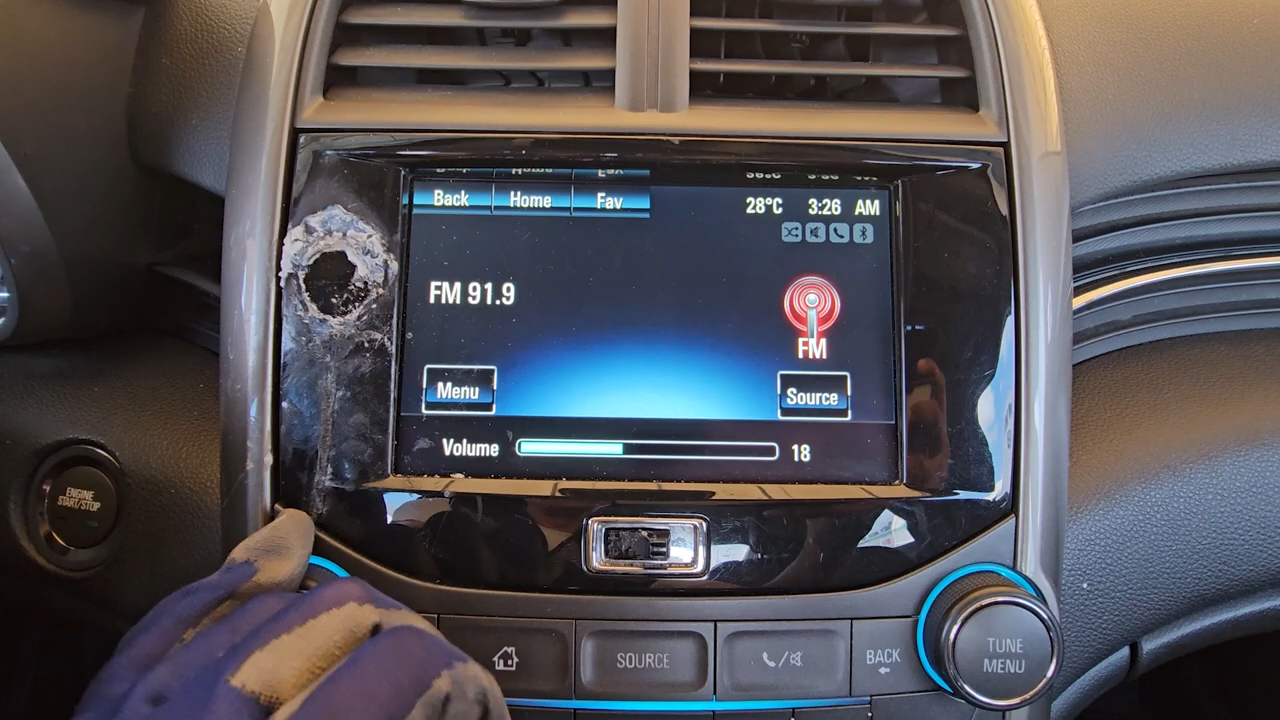 Back Home Fav
28°C 3:26 AM
FM 91.9
FM
Menu
Source
Volume 18
ENGINE
START/STOP
SOURCE
BACK
TUNE
MENU